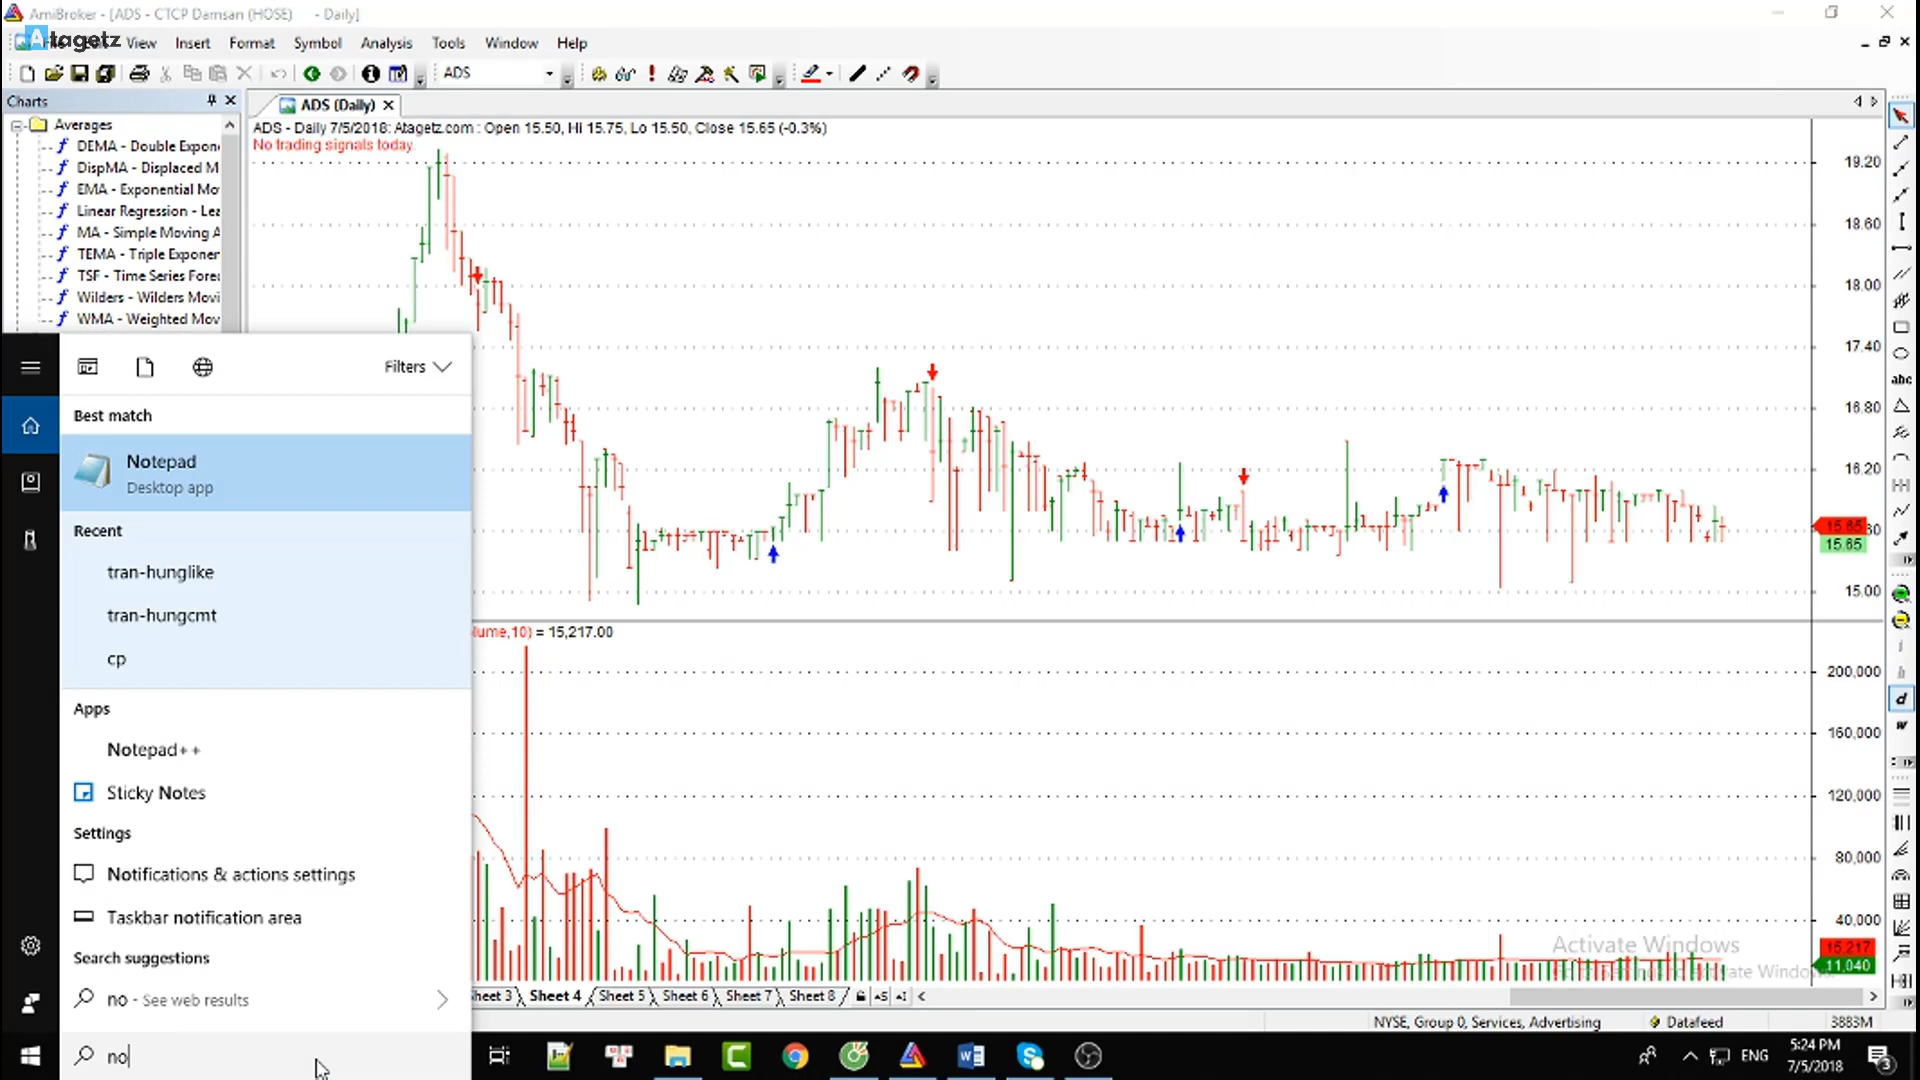 AmiBroker - [ADS - CTCP Damsan (HOSE) - Daily]
Atagetz
View Insert Format Symbol Analysis Tools Window Help
ADS
Charts
ADS (Daily)
Averages
DEMA - Double Expon
DispMA - Displaced M
EMA - Exponential Mo
Linear Regression - Lea
MA - Simple Moving A
TEMA - Triple Exponer
TSF - Time Series Fore
Wilders - Wilders Movi
WMA - Weighted Mov
ADS - Daily 7/5/2018: Atagetz.com : Open 15.50, Hi 15.75, Lo 15.50, Close 15.65 (-0.3%)
No trading signals today.
19.20
18.60
18.00
17.40
16.80
16.20
15.65
15.65
15.00
abc
Filters
Best match
Notepad
Desktop app
Recent
tran-hunglike
tran-hungcmt
cp
Apps
Notepad++
Sticky Notes
Settings
Notifications & actions settings
Taskbar notification area
Search suggestions
no - See web results
no
lume,10) = 15,217.00
200,000
160,000
120,000
80,000
40,000
15,217
11,040
d
w
Activate Windows
heet 3 Sheet 4 Sheet 5 Sheet 6 Sheet 7 Sheet 8
NYSE, Group 0, Services, Advertising Datafeed 3883M
ENG
5:24 PM
7/5/2018
3